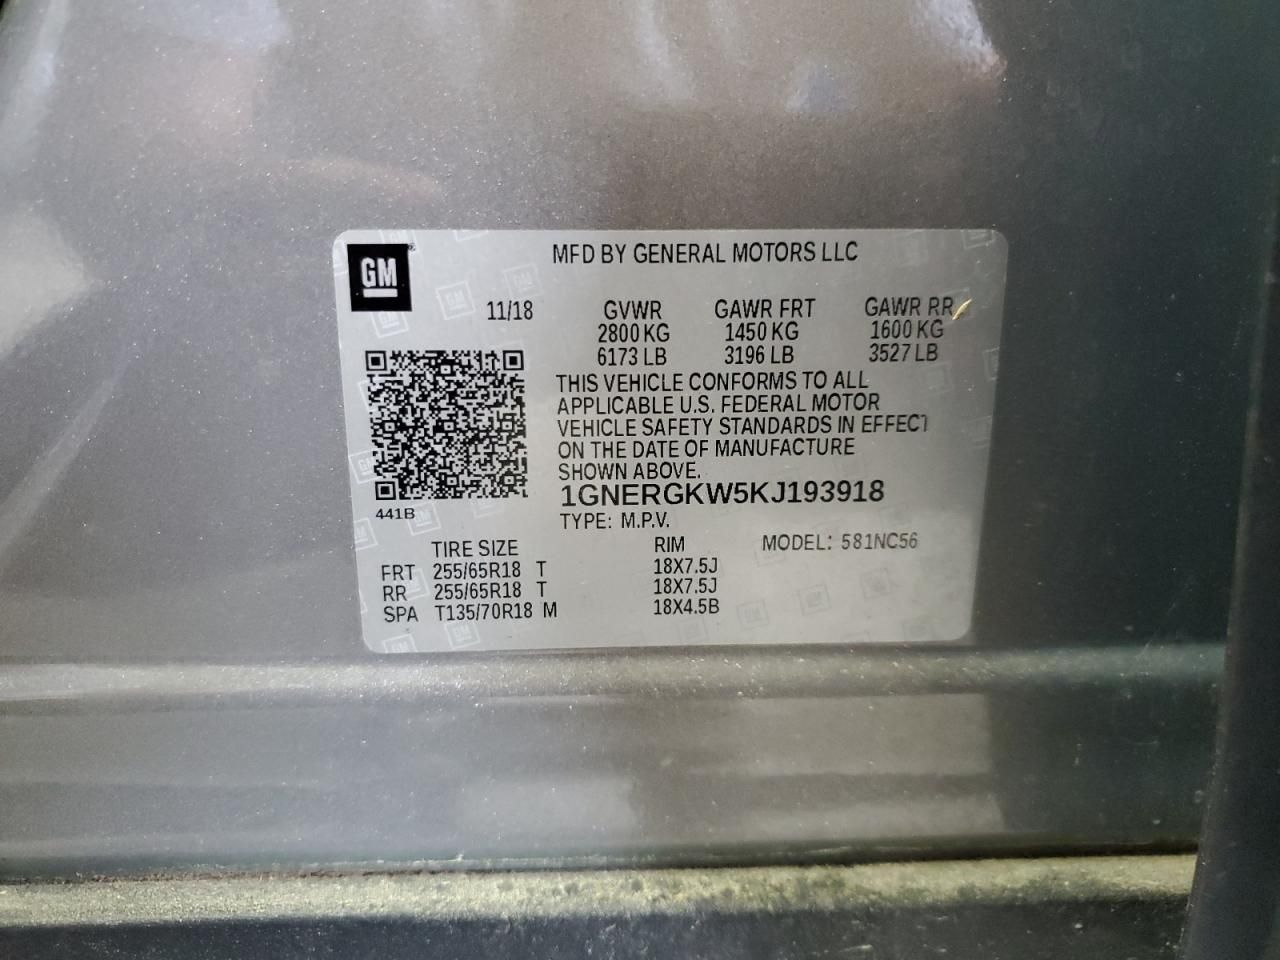 GM
MFD BY GENERAL MOTORS LLC
11/18 GVWR GAWR FRT GAWR RR
2800 KG 1450 KG 1600 KG
6173 LB 3196 LB 3527 LB
THIS VEHICLE CONFORMS TO ALL
APPLICABLE U.S. FEDERAL MOTOR
VEHICLE SAFETY STANDARDS IN EFFECT
ON THE DATE OF MANUFACTURE
SHOWN ABOVE.
1GNERGKW5KJ193918
441B
TYPE: M.P.V.
TIRE SIZE RIM MODEL: 581NC56
FRT 255/65R18 T 18X7.5J
RR 255/65R18 T 18X7.5J
SPA T135/70R18 M 18X4.5B